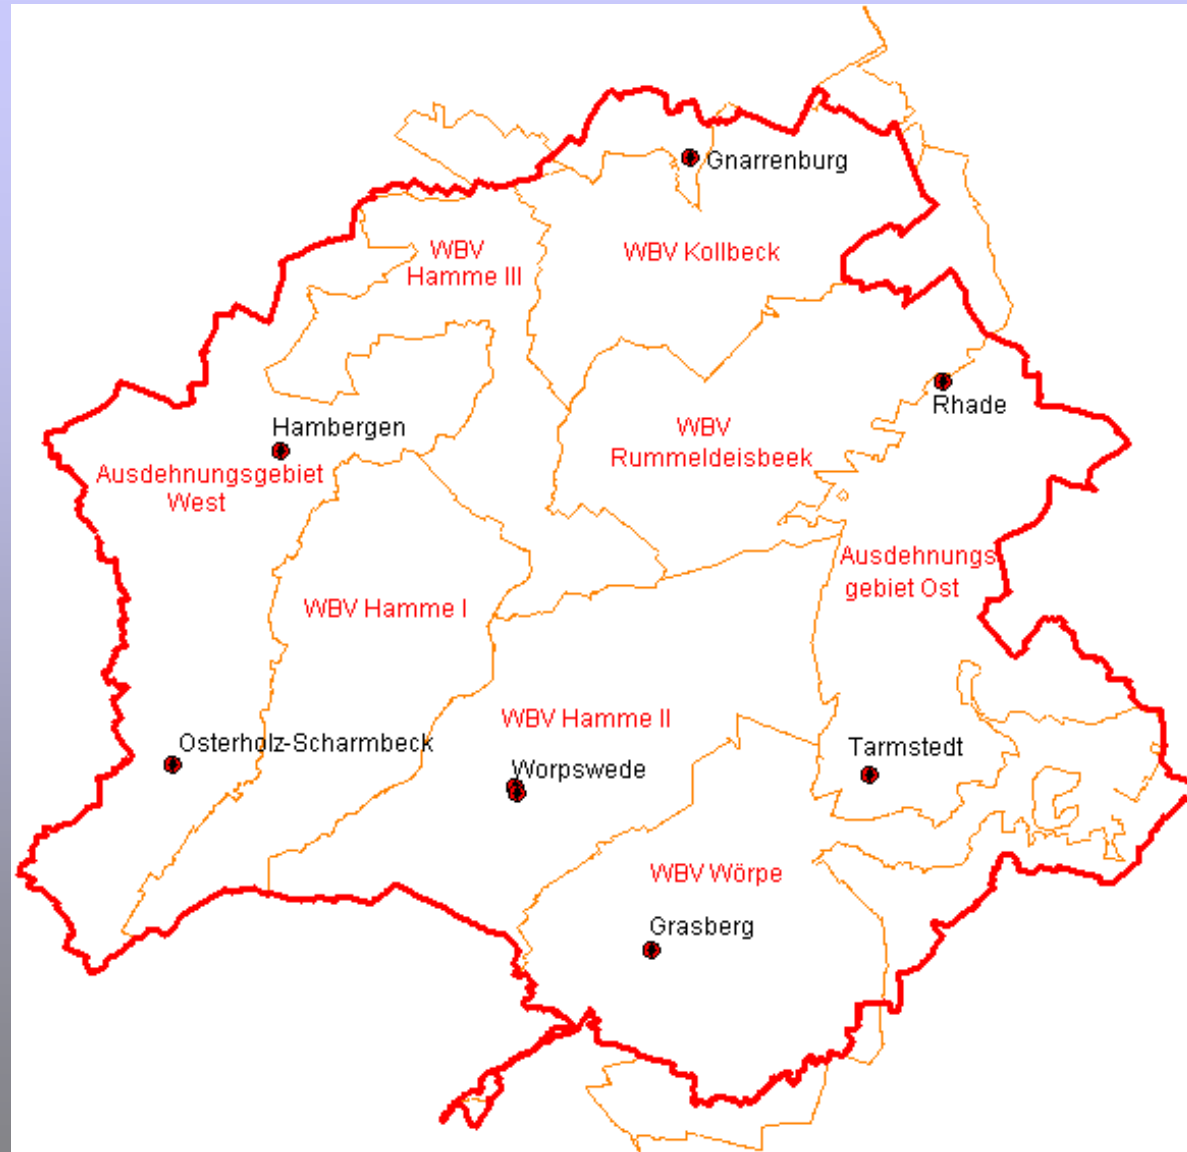 Gnarrenburg
WBV
Hamme III
WBV Kollbeck
Rhade
Hambergen
WBV
Rummeldeisbeek
Ausdehnungsgebiet
West
Ausdehnungs
gebiet Ost
WBV Hamme I
WBV Hamme II
Osterholz-Scharmbeck
Worpswede
Tarmstedt
WBV Wörpe
Grasberg